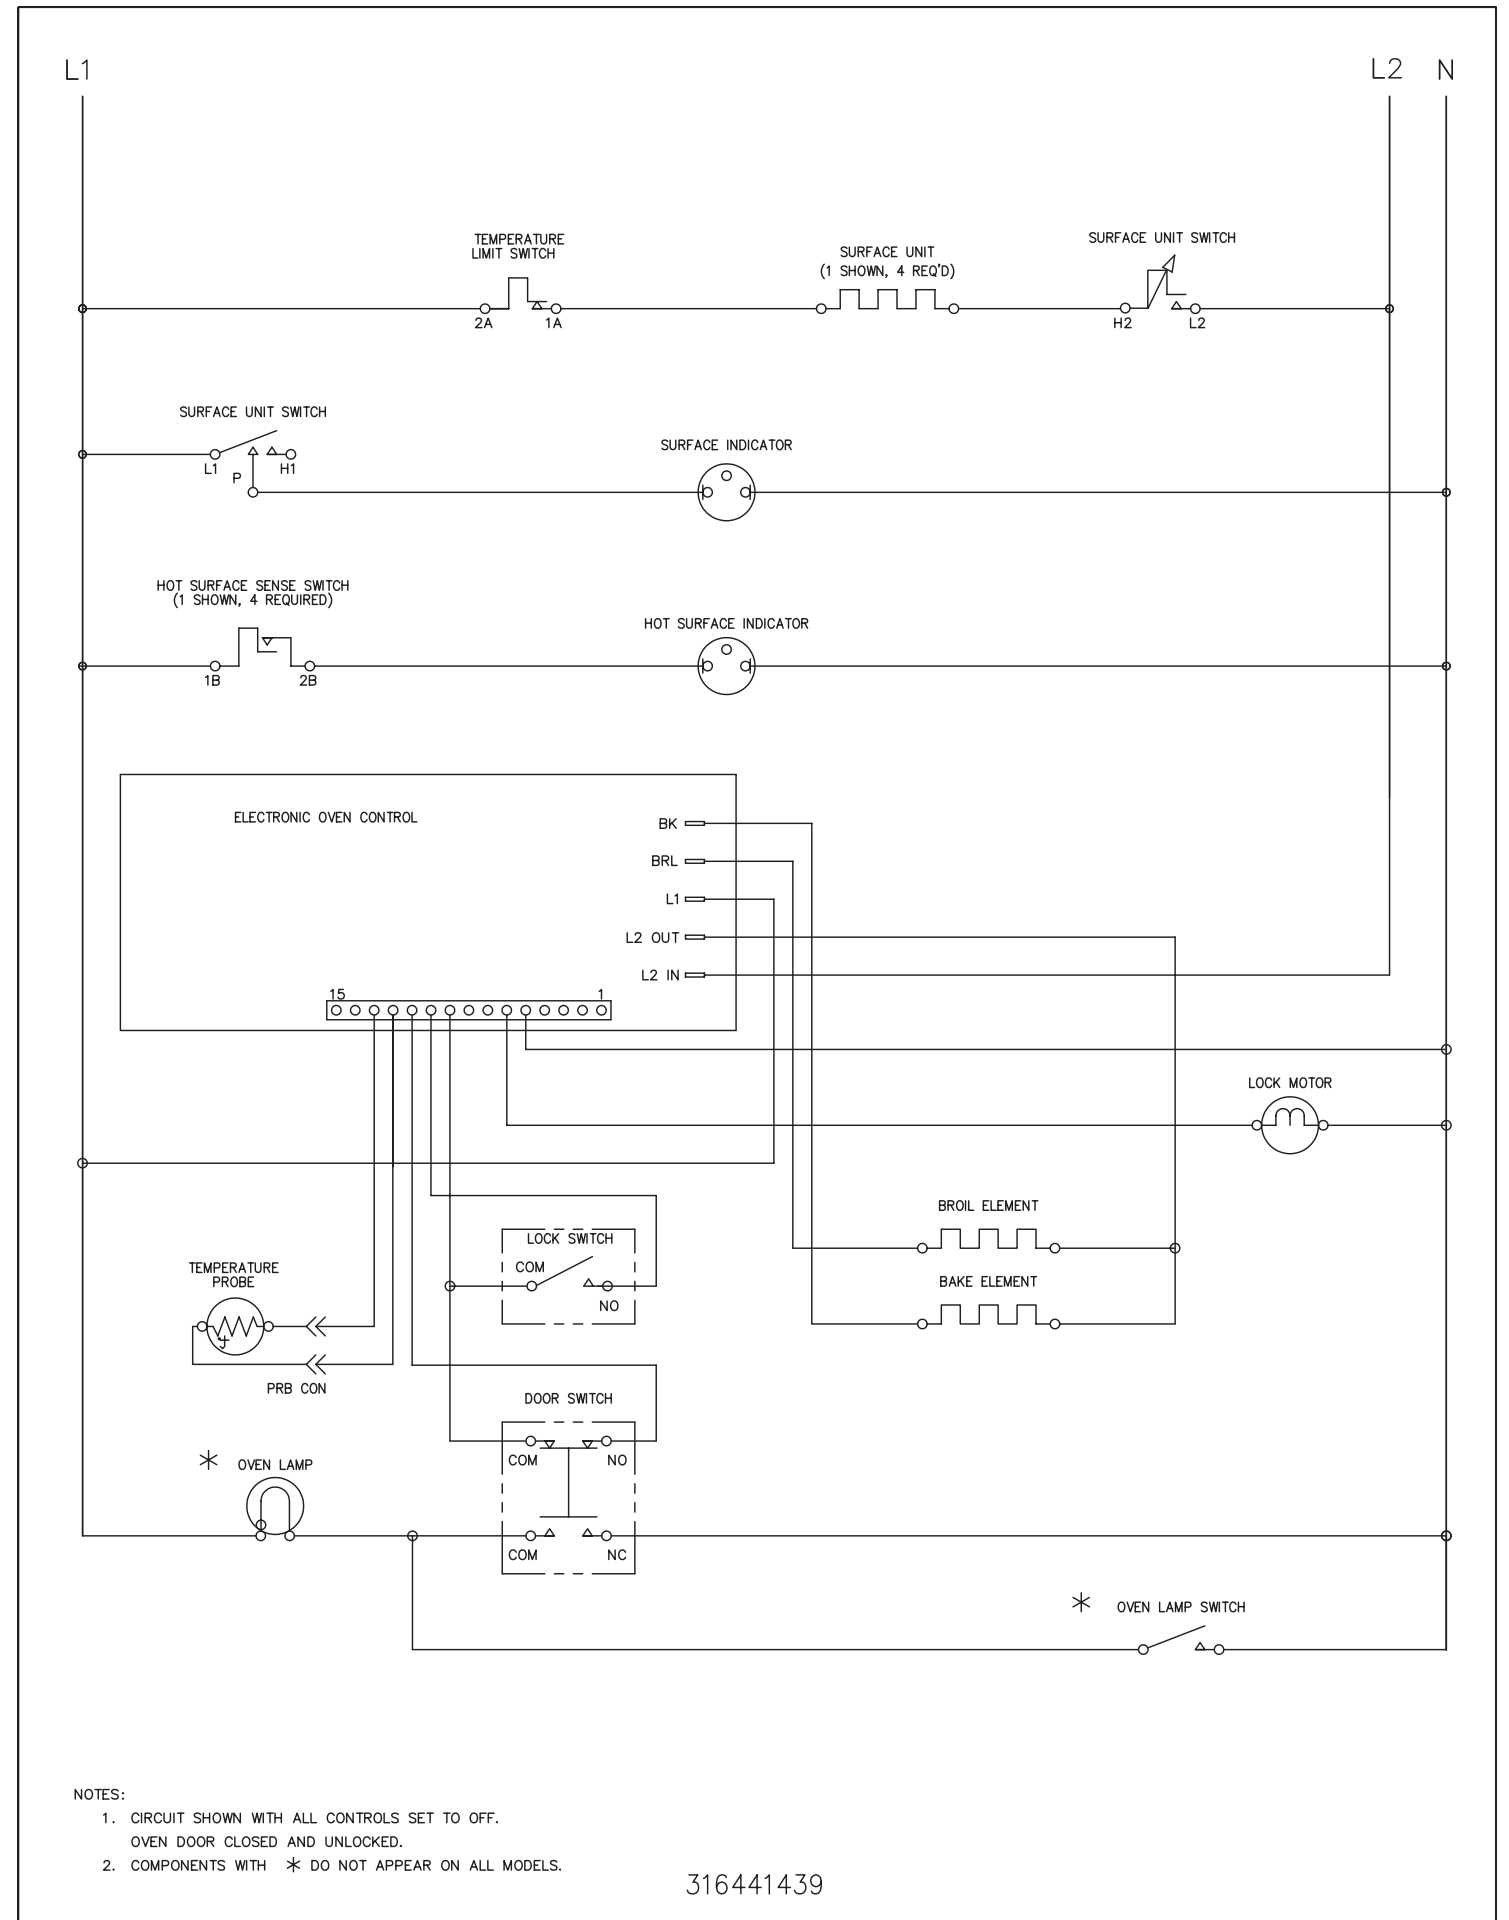 L1
L2 N
TEMPERATURE
LIMIT SWITCH
SURFACE UNIT
(1 SHOWN, 4 REQ'D)
SURFACE UNIT SWITCH
2A
1A
H2
L2
SURFACE UNIT SWITCH
L1
P
H1
SURFACE INDICATOR
HOT SURFACE SENSE SWITCH
(1 SHOWN, 4 REQUIRED)
1B
2B
HOT SURFACE INDICATOR
ELECTRONIC OVEN CONTROL
BK
BRL
L1
L2 OUT
L2 IN
15
1
LOCK MOTOR
BROIL ELEMENT
BAKE ELEMENT
LOCK SWITCH
COM
NO
TEMPERATURE
PROBE
PRB CON
DOOR SWITCH
COM
NO
* OVEN LAMP
COM
NC
* OVEN LAMP SWITCH
NOTES:
1. CIRCUIT SHOWN WITH ALL CONTROLS SET TO OFF.
OVEN DOOR CLOSED AND UNLOCKED.
2. COMPONENTS WITH * DO NOT APPEAR ON ALL MODELS.
316441439